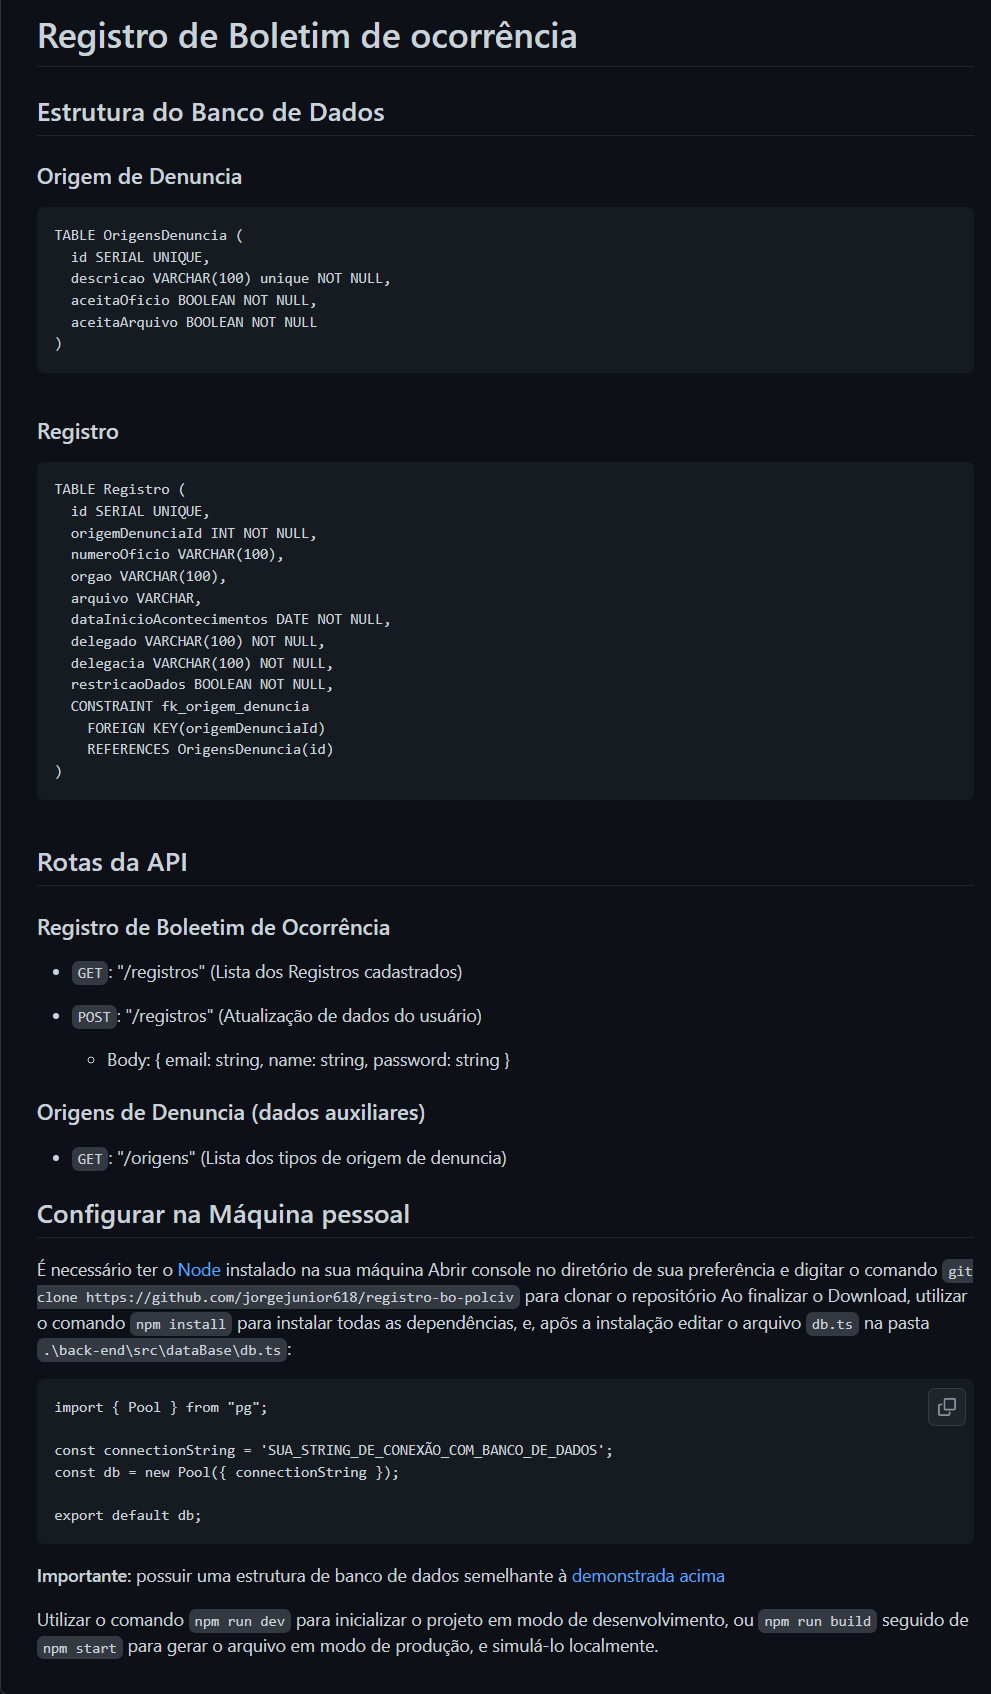 Registro de Boletim de ocorrência
Estrutura do Banco de Dados
Origem de Denuncia
TABLE OrigensDenuncia (
  id SERIAL UNIQUE,
  descricao VARCHAR(100) unique NOT NULL,
  aceitaOficio BOOLEAN NOT NULL,
  aceitaArquivo BOOLEAN NOT NULL
)
Registro
TABLE Registro (
  id SERIAL UNIQUE,
  origemDenunciaId INT NOT NULL,
  numeroOficio VARCHAR(100),
  orgao VARCHAR(100),
  arquivo VARCHAR,
  dataInicioAcontecimentos DATE NOT NULL,
  delegado VARCHAR(100) NOT NULL,
  delegacia VARCHAR(100) NOT NULL,
  restricaoDados BOOLEAN NOT NULL,
  CONSTRAINT fk_origem_denuncia
    FOREIGN KEY(origemDenunciaId)
    REFERENCES OrigensDenuncia(id)
)
Rotas da API
Registro de Boleetim de Ocorrência
• GET: "/registros" (Lista dos Registros cadastrados)
• POST: "/registros" (Atualização de dados do usuário)
◦ Body: { email: string, name: string, password: string }
Origens de Denuncia (dados auxiliares)
• GET: "/origens" (Lista dos tipos de origem de denuncia)
Configurar na Máquina pessoal
É necessário ter o Node instalado na sua máquina Abrir console no diretório de sua preferência e digitar o comando git
clone https://github.com/jorgejunior618/registro-bo-polciv para clonar o repositório Ao finalizar o Download, utilizar
o comando npm install para instalar todas as dependências, e, apõs a instalação editar o arquivo db.ts na pasta
.\back-end\src\dataBase\db.ts:
import { Pool } from "pg";
const connectionString = 'SUA_STRING_DE_CONEXÃO_COM_BANCO_DE_DADOS';
const db = new Pool({ connectionString });
export default db;
Importante: possuir uma estrutura de banco de dados semelhante à demonstrada acima
Utilizar o comando npm run dev para inicializar o projeto em modo de desenvolvimento, ou npm run build seguido de
npm start para gerar o arquivo em modo de produção, e simulá-lo localmente.